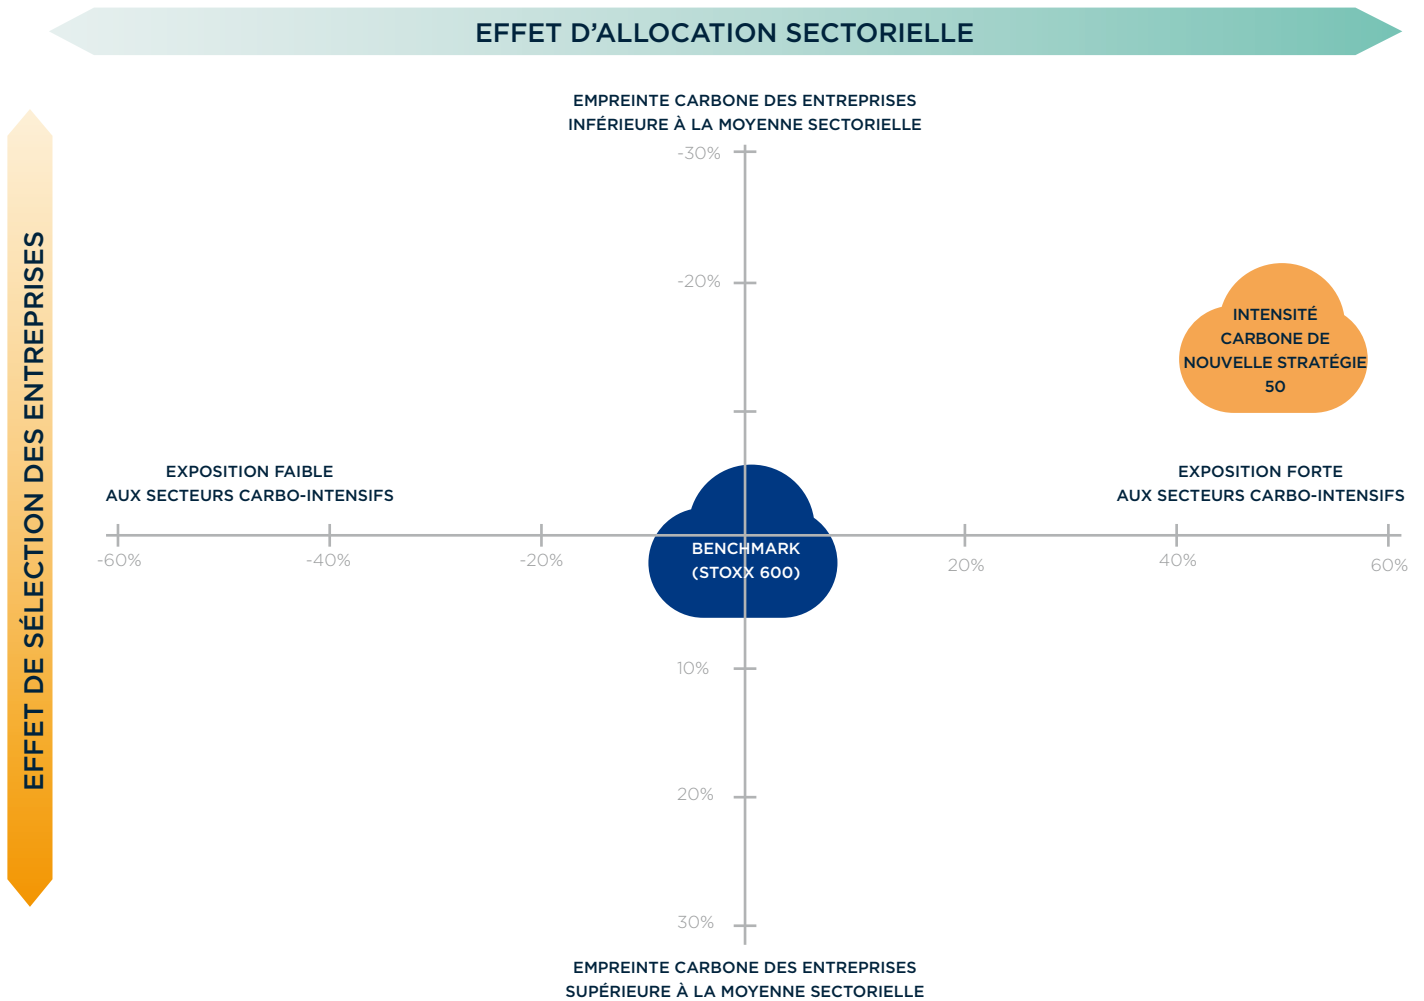 EFFET D'ALLOCATION SECTORIELLE
EMPREINTE CARBONE DES ENTREPRISES
INFÉRIEURE À LA MOYENNE SECTORIELLE
-30%
EFFET DE SÉLECTION DES ENTREPRISES
-20%
INTENSITÉ
CARBONE DE
NOUVELLE STRATÉGIE
50
EXPOSITION FAIBLE
AUX SECTEURS CARBO-INTENSIFS
EXPOSITION FORTE
AUX SECTEURS CARBO-INTENSIFS
BENCHMARK
(STOXX 600)
-60%
-40%
-20%
20%
40%
60%
10%
20%
30%
EMPREINTE CARBONE DES ENTREPRISES
SUPÉRIEURE À LA MOYENNE SECTORIELLE